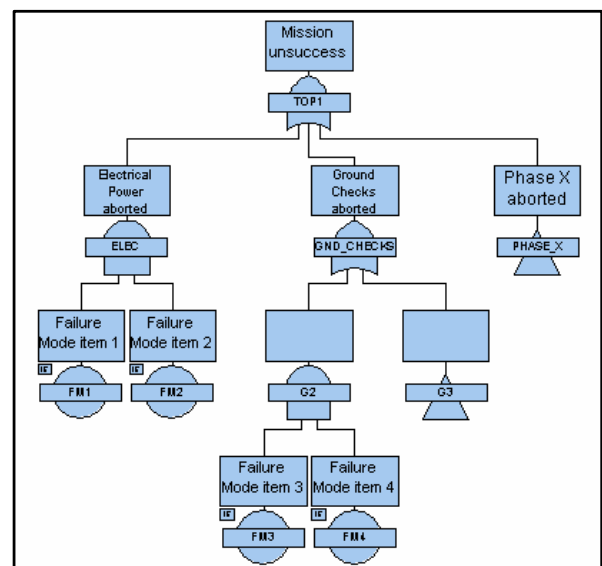 Mission
unsuccess
TOP1
Electrical
Power
aborted
Ground
Checks
aborted
Phase X
aborted
ELEC
GND_CHECKS
PHASE_X
Failure
Mode item 1
Failure
Mode item 2
FM1
FM2
G2
G3
Failure
Mode item 3
Failure
Mode item 4
FM3
FM4